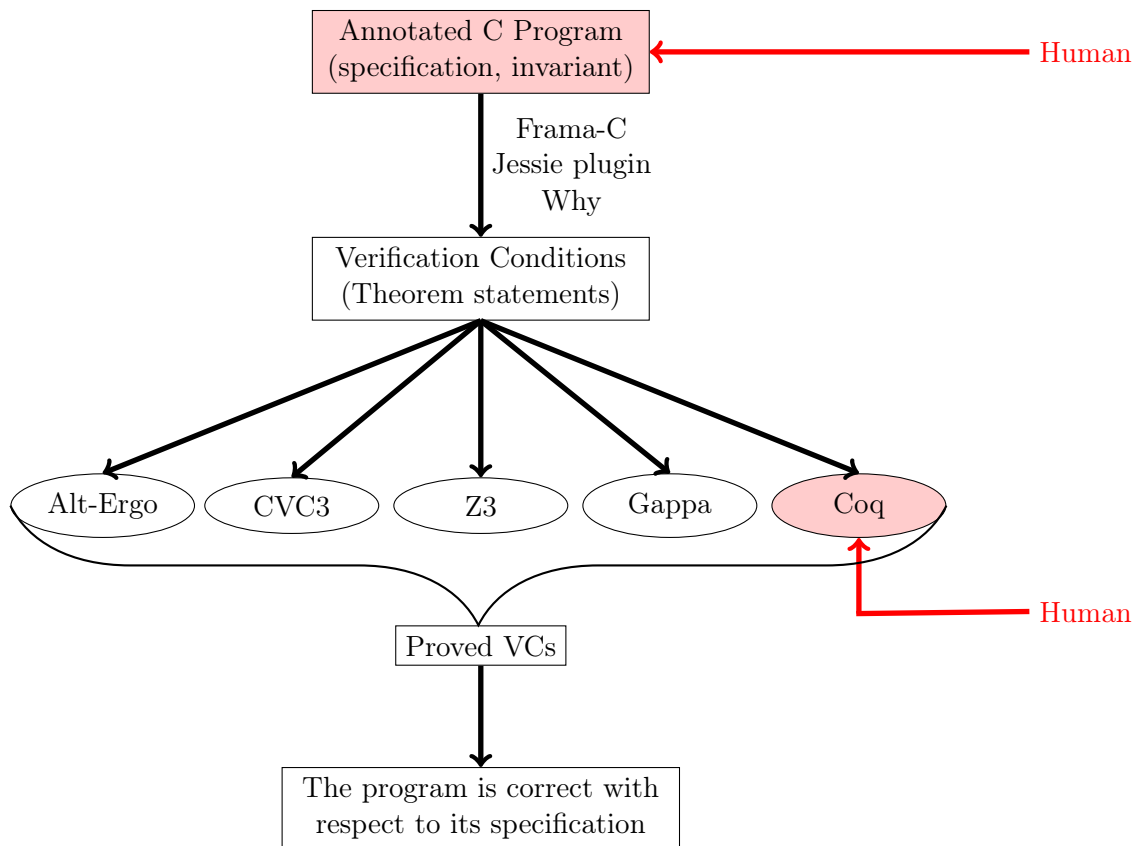 Annotated C Program
(specification, invariant)
Human
Frama-C
Jessie plugin
Why
Verification Conditions
(Theorem statements)
Alt-Ergo
CVC3
Z3
Gappa
Coq
Human
Proved VCs
The program is correct with
respect to its specification